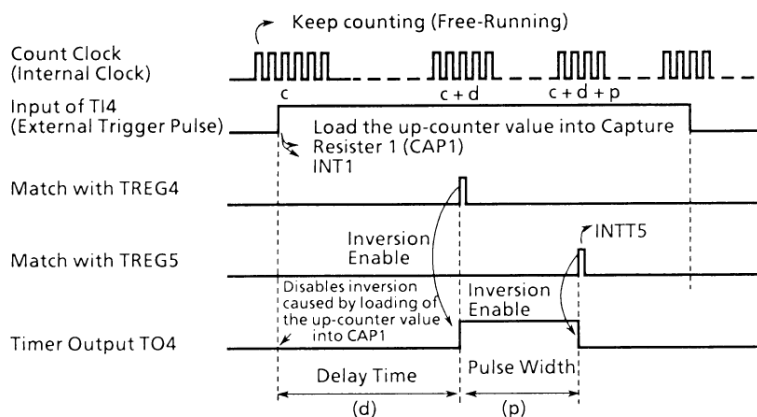 Keep counting (Free-Running)
Count Clock
(Internal Clock)
c
c + d
c + d + p
Input of TI4
(External Trigger Pulse)
Load the up-counter value into Capture
Resister 1 (CAP1)
INT1
Match with TREG4
Inversion
Enable
INTT5
Match with TREG5
Disables inversion
caused by loading of
the up-counter value
into CAP1
Inversion
Enable
Timer Output TO4
Delay Time
Pulse Width
(d)
(p)